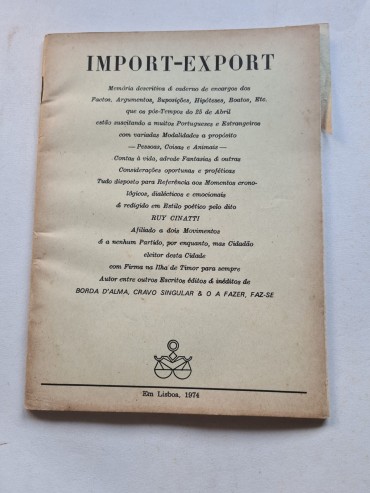 IMPORT-EXPORT
Memória descritiva & caderno de encargos dos
Factos, Argumentos, Suposições, Hipóteses, Boatos, Etc.
que os pós-Tempos do 25 de Abril
estão suscitando a muitos Portugueses e Estrangeiros
com variadas Modalidades a propósito
—Pessoas, Coisas e Animais—
Contos à vida, adrede Fantasias & outras
Considerações oportunas e proféticas
Tudo disposto para Referência aos Momentos crono-
lógicos, dialécticos e emocionais
& redigido em Estilo poético pelo dito
RUY CINATTI
Afiliado a dois Movimentos
& a nenhum Partido, por enquanto, mas Cidadão
eleitor desta Cidade
com Firma na Ilha de Timor para sempre
Autor entre outros Escritos éditos & inéditos de
BORDA D'ALMA, CRAVO SINGULAR & O A FAZER, FAZ-SE
Em Lisboa, 1974